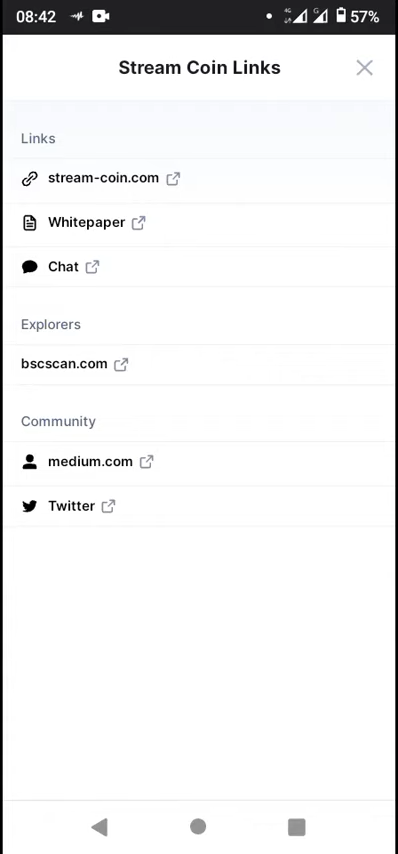 08:42
4G
G
57%
Stream Coin Links
Links
stream-coin.com
Whitepaper
Chat
Explorers
bscscan.com
Community
medium.com
Twitter